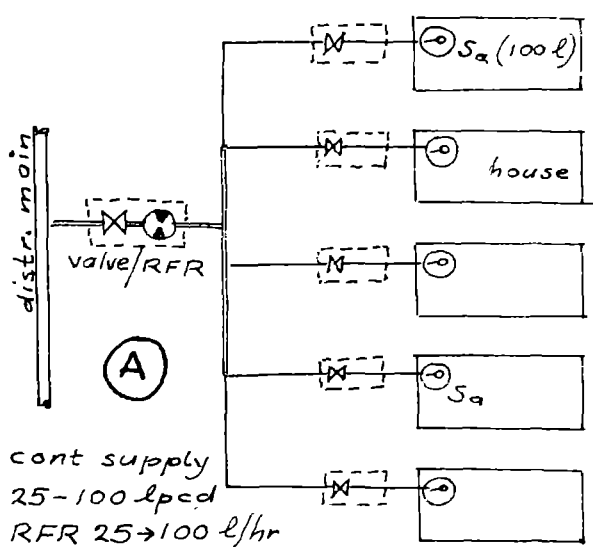 Sa (100 l)
distr. main
house
valve/RFR
A
Sa
cont supply
25-100 lpcd
RFR 25→100 l/hr